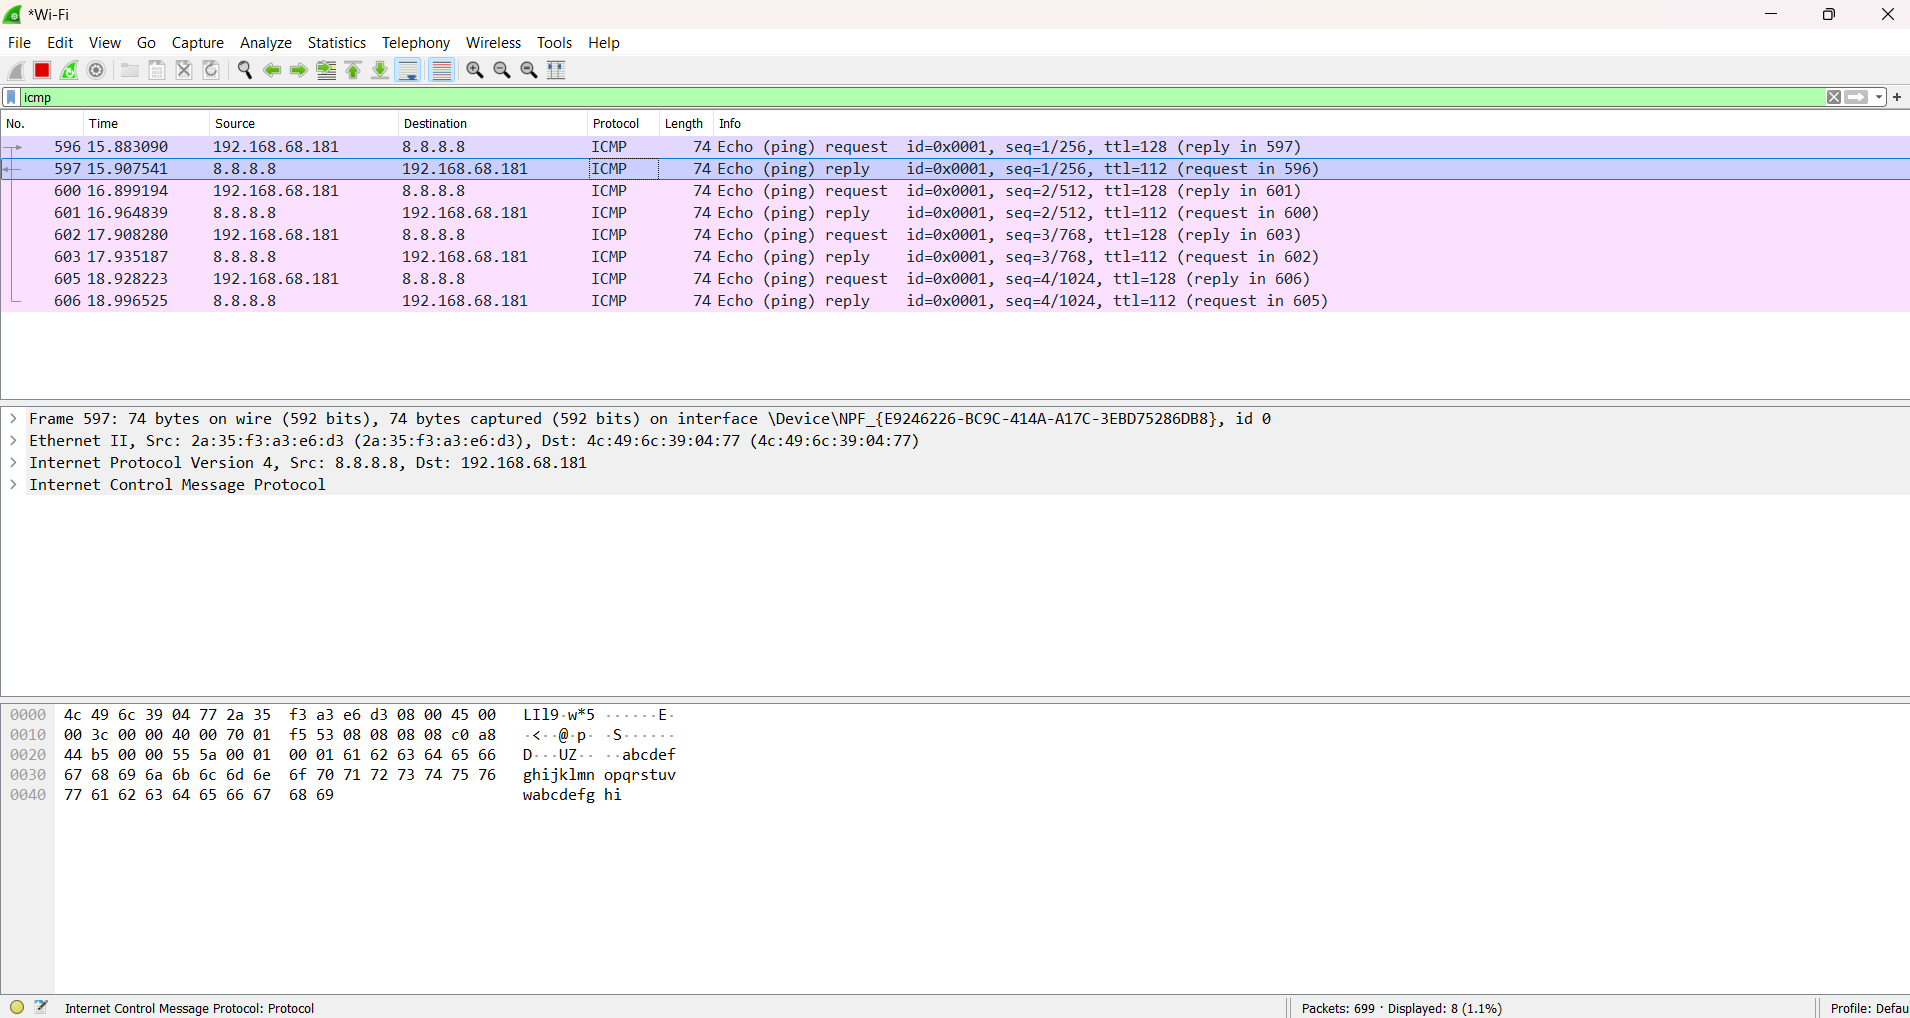 *Wi-Fi
File Edit View Go Capture Analyze Statistics Telephony Wireless Tools Help
icmp
No. Time Source Destination Protocol Length Info
596 15.883090 192.168.68.181 8.8.8.8 ICMP 74 Echo (ping) request id=0x0001, seq=1/256, ttl=128 (reply in 597)
597 15.907541 8.8.8.8 192.168.68.181 ICMP 74 Echo (ping) reply id=0x0001, seq=1/256, ttl=112 (request in 596)
600 16.899194 192.168.68.181 8.8.8.8 ICMP 74 Echo (ping) request id=0x0001, seq=2/512, ttl=128 (reply in 601)
601 16.964839 8.8.8.8 192.168.68.181 ICMP 74 Echo (ping) reply id=0x0001, seq=2/512, ttl=112 (request in 600)
602 17.908280 192.168.68.181 8.8.8.8 ICMP 74 Echo (ping) request id=0x0001, seq=3/768, ttl=128 (reply in 603)
603 17.935187 8.8.8.8 192.168.68.181 ICMP 74 Echo (ping) reply id=0x0001, seq=3/768, ttl=112 (request in 602)
605 18.928223 192.168.68.181 8.8.8.8 ICMP 74 Echo (ping) request id=0x0001, seq=4/1024, ttl=128 (reply in 606)
606 18.996525 8.8.8.8 192.168.68.181 ICMP 74 Echo (ping) reply id=0x0001, seq=4/1024, ttl=112 (request in 605)
Frame 597: 74 bytes on wire (592 bits), 74 bytes captured (592 bits) on interface \Device\NPF_{E9246226-BC9C-414A-A17C-3EBD75286DB8}, id 0
Ethernet II, Src: 2a:35:f3:a3:e6:d3 (2a:35:f3:a3:e6:d3), Dst: 4c:49:6c:39:04:77 (4c:49:6c:39:04:77)
Internet Protocol Version 4, Src: 8.8.8.8, Dst: 192.168.68.181
Internet Control Message Protocol
0000 4c 49 6c 39 04 77 2a 35 f3 a3 e6 d3 08 00 45 00 LIl9·w*5 ······E·
0010 00 3c 00 00 40 00 70 01 f5 53 08 08 08 08 c0 a8 ·<··@·p· ·S······
0020 44 b5 00 00 55 5a 00 01 00 01 61 62 63 64 65 66 D···UZ·· ··abcdef
0030 67 68 69 6a 6b 6c 6d 6e 6f 70 71 72 73 74 75 76 ghijklmn opqrstuv
0040 77 61 62 63 64 65 66 67 68 69 wabcdefg hi
Internet Control Message Protocol: Protocol Packets: 699 · Displayed: 8 (1.1%) Profile: Defau